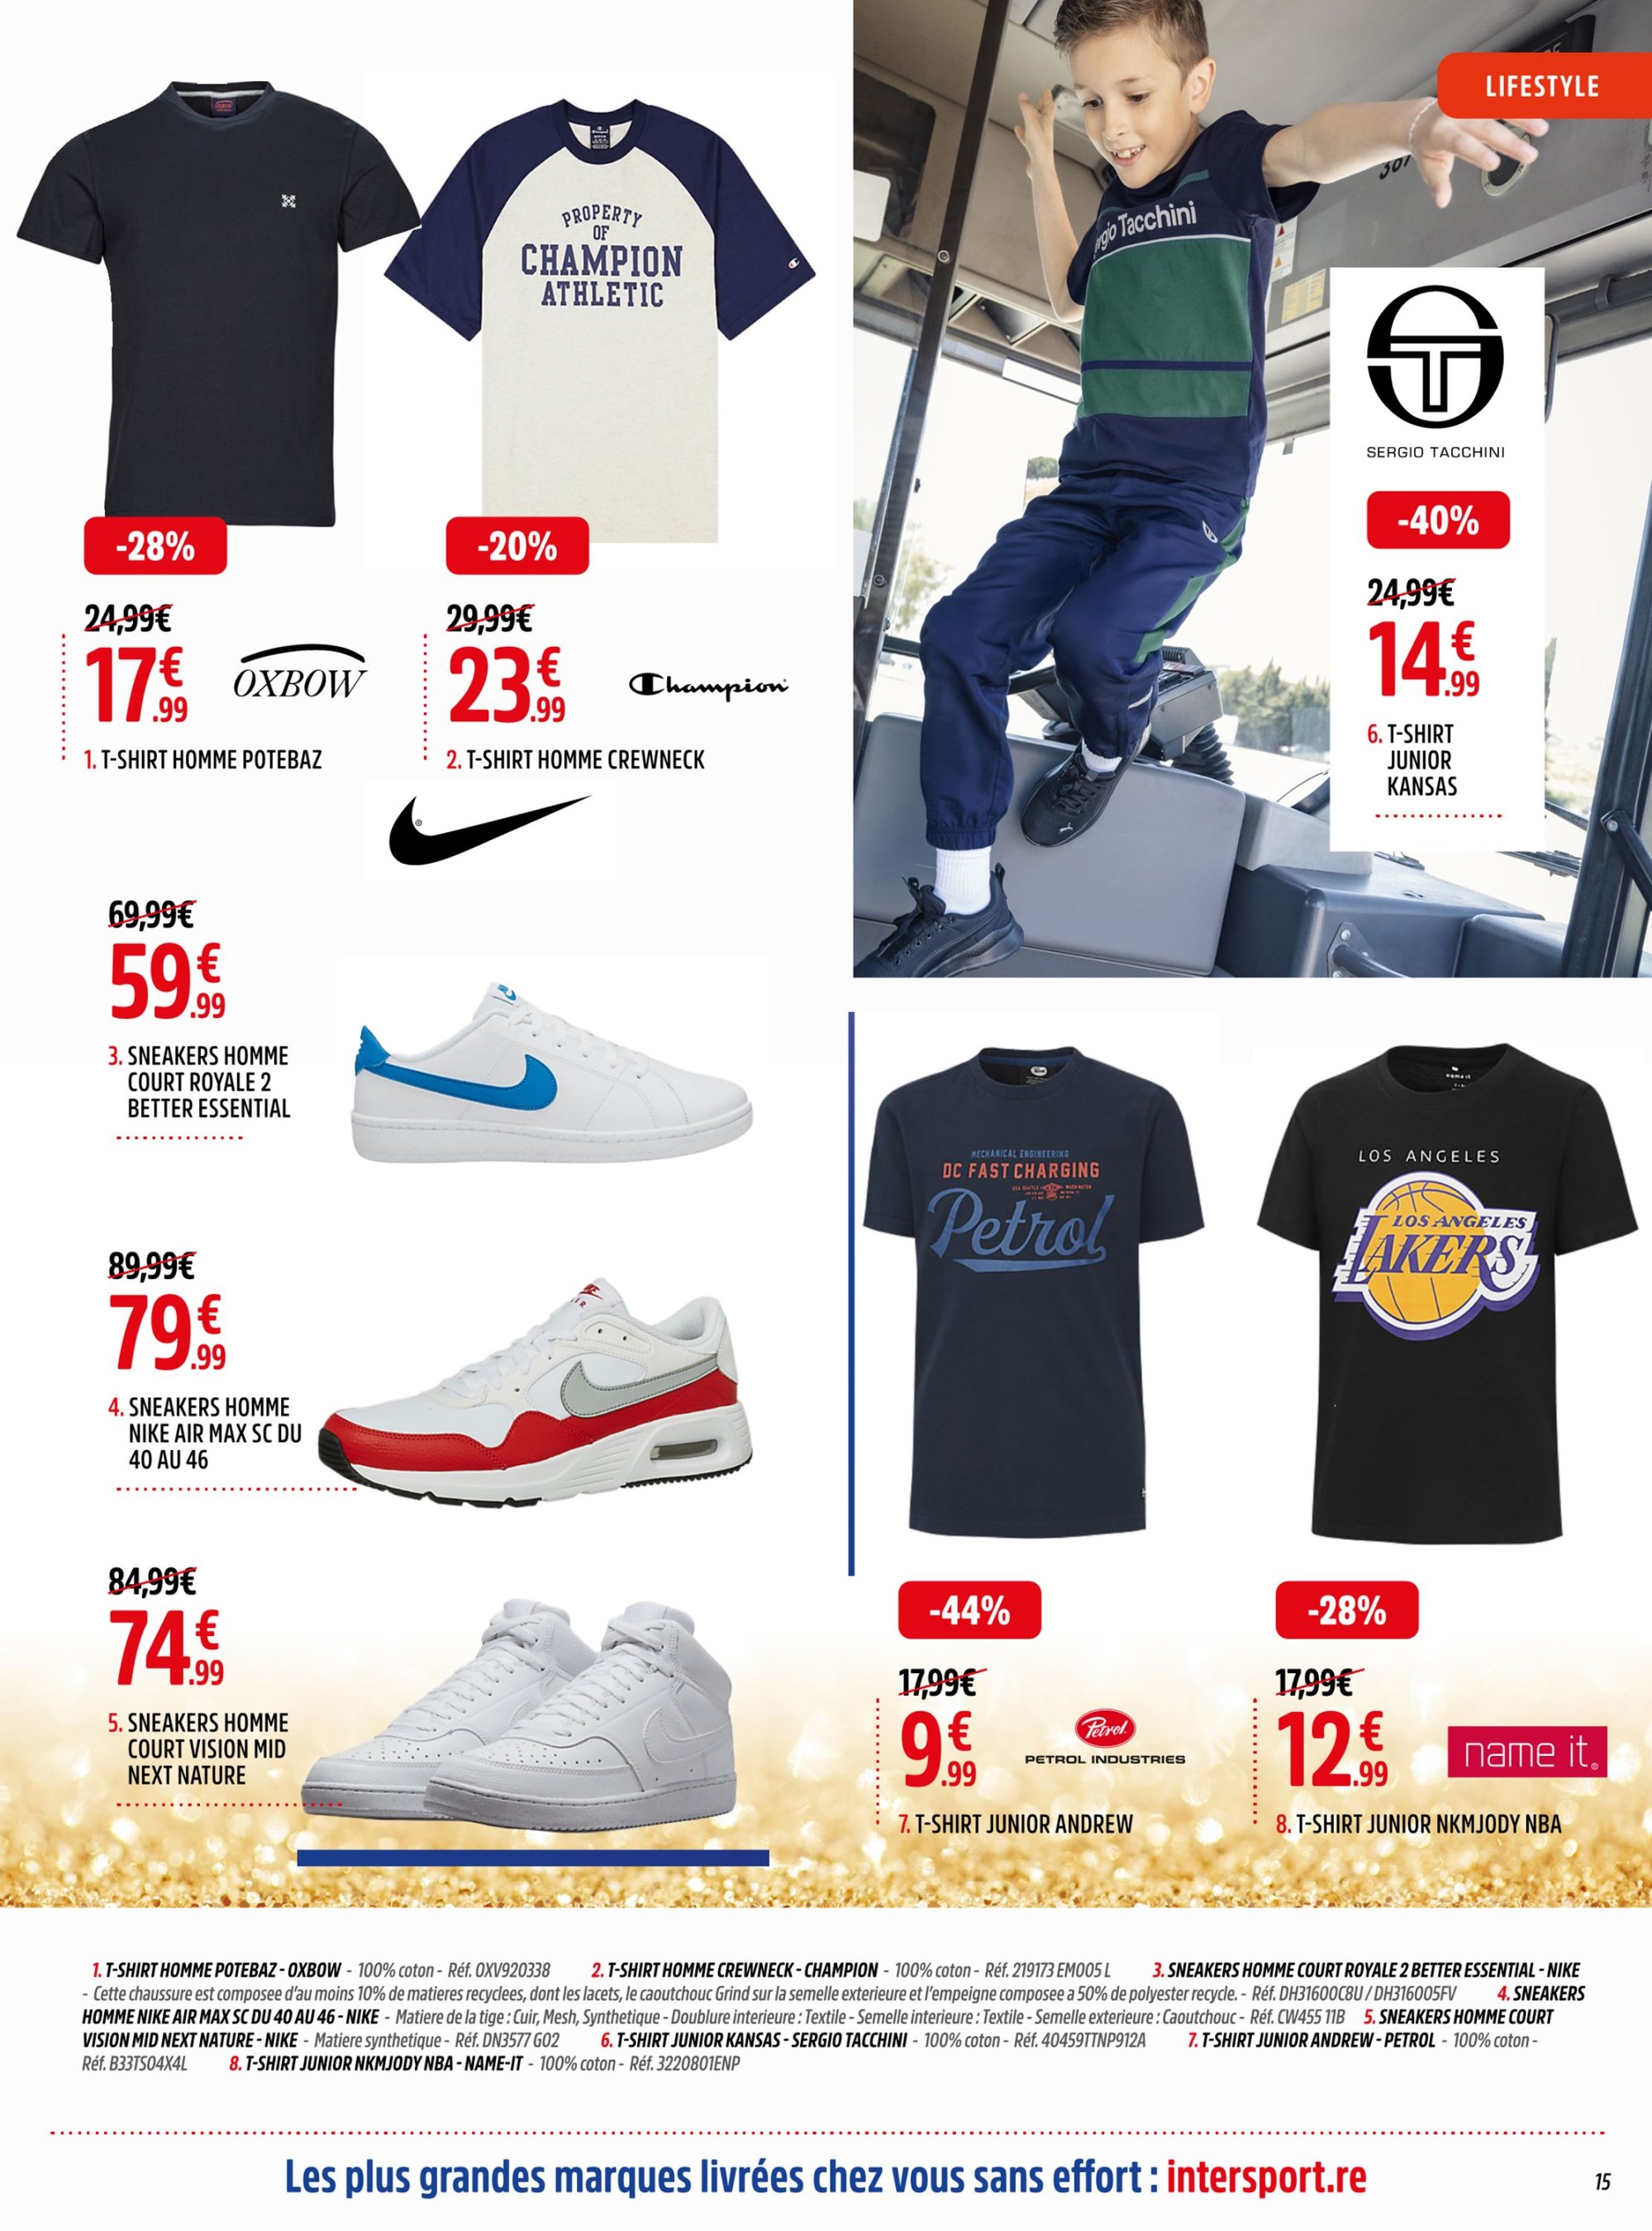 LIFESTYLE
OXBOW
PROPERTY
OF
CHAMPION
ATHLETIC
Sergio Tacchini
SERGIO TACCHINI
-40%
24,99€
14€.99
6. T-SHIRT
JUNIOR
KANSAS
-28%
24,99€
17€.99
OXBOW
1. T-SHIRT HOMME POTEBAZ
-20%
29,99€
23€.99
Champion
2. T-SHIRT HOMME CREWNECK
69,99€
59€.99
3. SNEAKERS HOMME
COURT ROYALE 2
BETTER ESSENTIAL
89,99€
79€.99
4. SNEAKERS HOMME
NIKE AIR MAX SC DU
40 AU 46
84,99€
74€.99
5. SNEAKERS HOMME
COURT VISION MID
NEXT NATURE
MECHANICAL ENGINEERING
DC FAST CHARGING
Petrol
name it
LOS ANGELES
LOS ANGELES
LAKERS
-44%
17,99€
9€.99
Petrol
PETROL INDUSTRIES
7. T-SHIRT JUNIOR ANDREW
-28%
17,99€
12€.99
name it.
8. T-SHIRT JUNIOR NKMJODY NBA
1. T-SHIRT HOMME POTEBAZ - OXBOW - 100% coton - Réf. OXV920338 2. T-SHIRT HOMME CREWNECK - CHAMPION - 100% coton - Réf. 219173 EM005 L 3. SNEAKERS HOMME COURT ROYALE 2 BETTER ESSENTIAL - NIKE
- Cette chaussure est composee d'au moins 10% de matieres recyclees, dont les lacets, le caoutchouc Grind sur la semelle exterieure et l'empeigne composee a 50% de polyester recycle. - Réf. DH31600C8U / DH316005FV 4. SNEAKERS
HOMME NIKE AIR MAX SC DU 40 AU 46 - NIKE - Matiere de la tige : Cuir, Mesh, Synthetique - Doublure interieure : Textile - Semelle interieure : Textile - Semelle exterieure : Caoutchouc - Réf. CW455 11B 5. SNEAKERS HOMME COURT
VISION MID NEXT NATURE - NIKE - Matiere synthetique - Réf. DN3577 G02 6. T-SHIRT JUNIOR KANSAS - SERGIO TACCHINI - 100% coton - Réf. 40459TTNP912A 7. T-SHIRT JUNIOR ANDREW - PETROL - 100% coton -
Réf. B33TS04X4L 8. T-SHIRT JUNIOR NKMJODY NBA - NAME-IT - 100% coton - Réf. 3220801ENP
Les plus grandes marques livrées chez vous sans effort : intersport.re
15